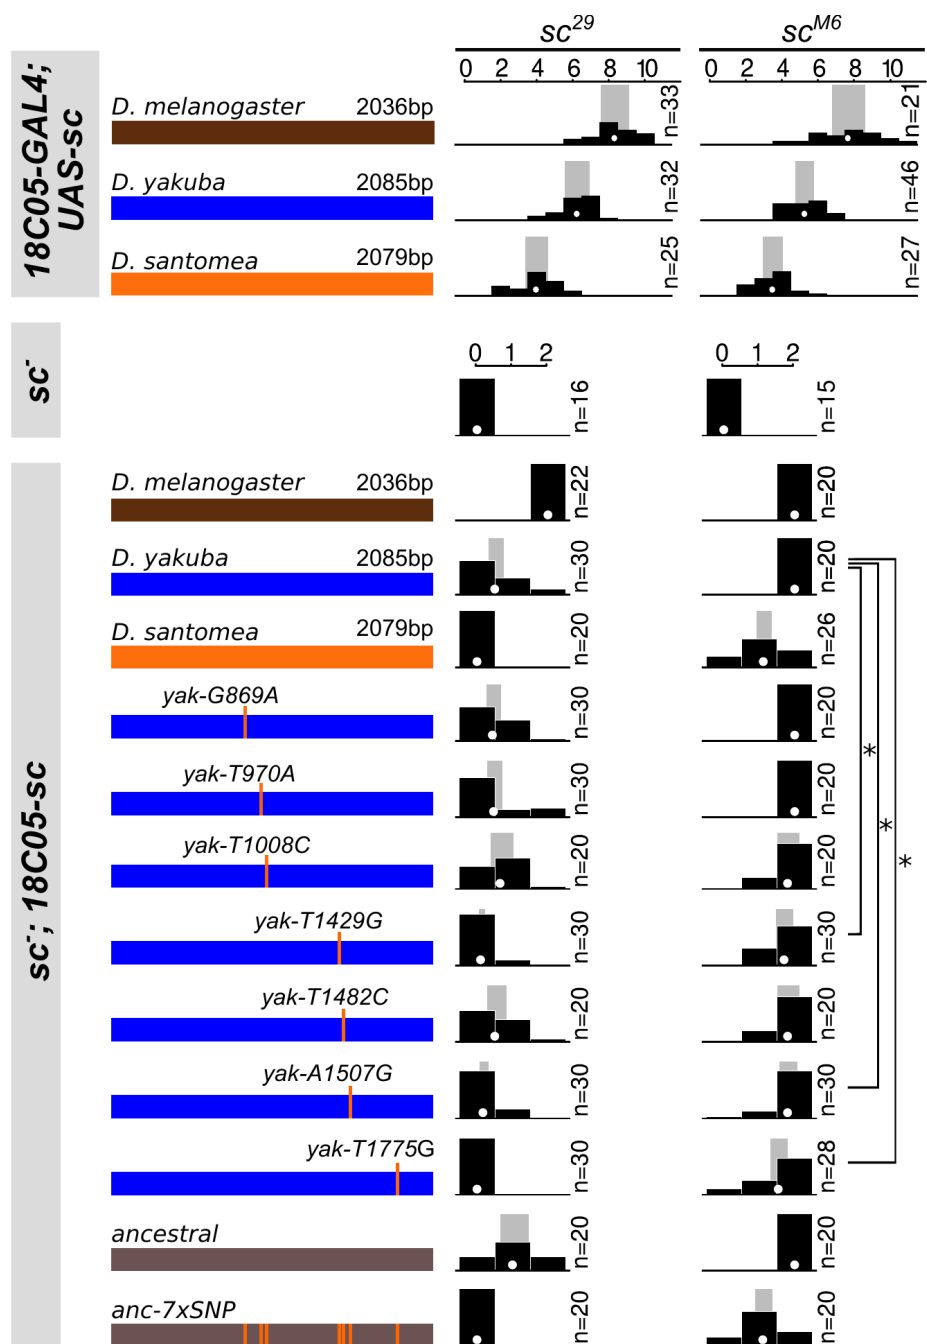 sc29 scM6
0 2 4 6 8 10 0 2 4 6 8 10
18C05-GAL4;
UAS-sc
D. melanogaster 2036bp n=33 n=21
D. yakuba 2085bp n=32 n=46
D. santomea 2079bp n=25 n=27
sc-
0 1 2 0 1 2
n=16 n=15
sc-; 18C05-sc
D. melanogaster 2036bp n=22 n=20
D. yakuba 2085bp n=30 n=20
D. santomea 2079bp n=20 n=26
yak-G869A n=30 n=20
yak-T970A n=30 n=20
yak-T1008C n=20 n=20
yak-T1429G n=30 n=30
yak-T1482C n=20 n=20
yak-A1507G n=30 n=30
yak-T1775G n=30 n=28
ancestral n=20 n=20
anc-7xSNP n=20 n=20
*
*
*